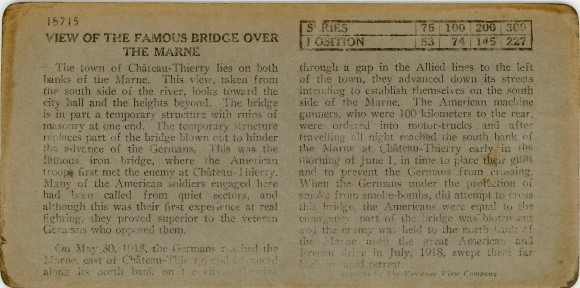 18715
VIEW OF THE FAMOUS BRIDGE OVER
THE MARNE
The town of Château-Thierry lies on both
banks of the Marne. This view, taken from
the south side of the river, looks toward the
city hall and the heights beyond. The bridge
is in part a temporary structure with ruins of
masonry at one end. The temporary structure
replaces part of the bridge blown out to hinder
the advance of the Germans. This was the
famous iron bridge, where the American
troops first met the enemy at Château-Thierry.
Many of the American soldiers engaged here
had been called from quiet sectors, and
although this was their first experience at real
fighting, they proved superior to the veteran
Germans who opposed them.
On May 30, 1918, the Germans reached the
Marne, east of Château-Thierry, and advanced
along its north bank
SERIES 75 100 200 300
POSITION 53 74 145 227
through a gap in the Allied lines to the left
of the town, they advanced down its streets
intending to establish themselves on the south
side of the Marne. The American machine
gunners, who were 100 kilometers to the rear,
were ordered into motor-trucks and after
travelling all night reached the south bank of
the Marne at Château-Thierry early in the
morning of June 1, in time to place their guns
and to prevent the Germans from crossing.
When the Germans under the protection of
smoke from smoke-bombs, did attempt to cross
this bridge, the Americans were equal to the
emergency part of the bridge was blown out
and the enemy was held to the north bank of
the Marne until the great American and
French drive in July, 1918, swept them far
retreat.
by The Keystone View Company